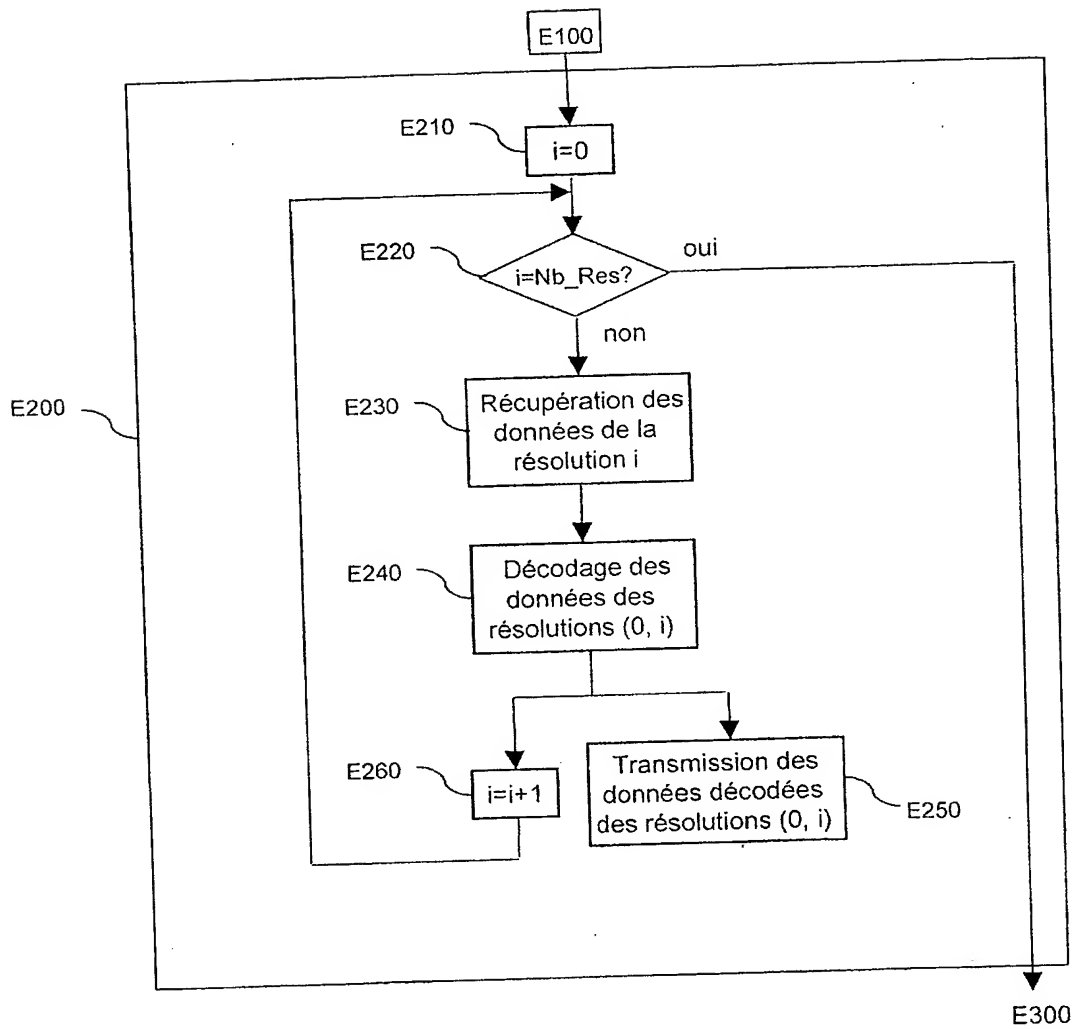 E100
E210
i=0
E220
i=Nb_Res?
oui
non
E200
E230
Récupération des
données de la
résolution i
E240
Décodage des
données des
résolutions (0, i)
E260
i=i+1
Transmission des
données décodées
des résolutions (0, i)
E250
E300